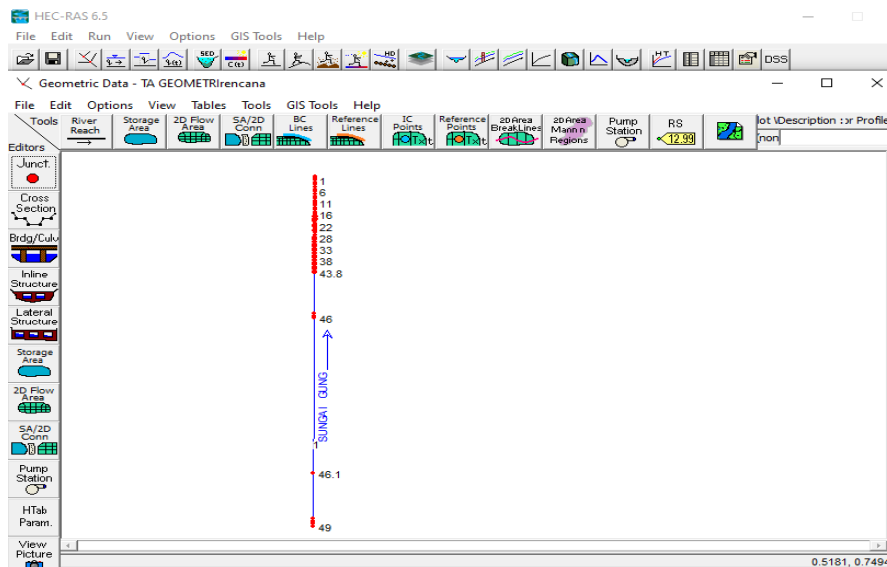 HEC-RAS 6.5
File Edit Run View Options GIS Tools Help
SED
C(t)
HD
HT
DSS
Geometric Data - TA GEOMETRIrencana
File Edit Options View Tables Tools GIS Tools Help
Tools
Editors
River Reach
Storage Area
2D Flow Area
SA/2D Conn
BC Lines
Reference Lines
IC Points
Reference Points
2D Area BreakLines
2D Area Mann n Regions
Pump Station
RS
12.99
lot \Description :or Profile
[non
Junct.
Cross Section
Brdg/Culv
Inline Structure
Lateral Structure
Storage Area
2D Flow Area
SA/2D Conn
Pump Station
HTab Param.
View Picture
1
6
11
16
22
28
33
38
43.8
46
SUNGAI GUNG
1
46.1
49
0.5181, 0.7494